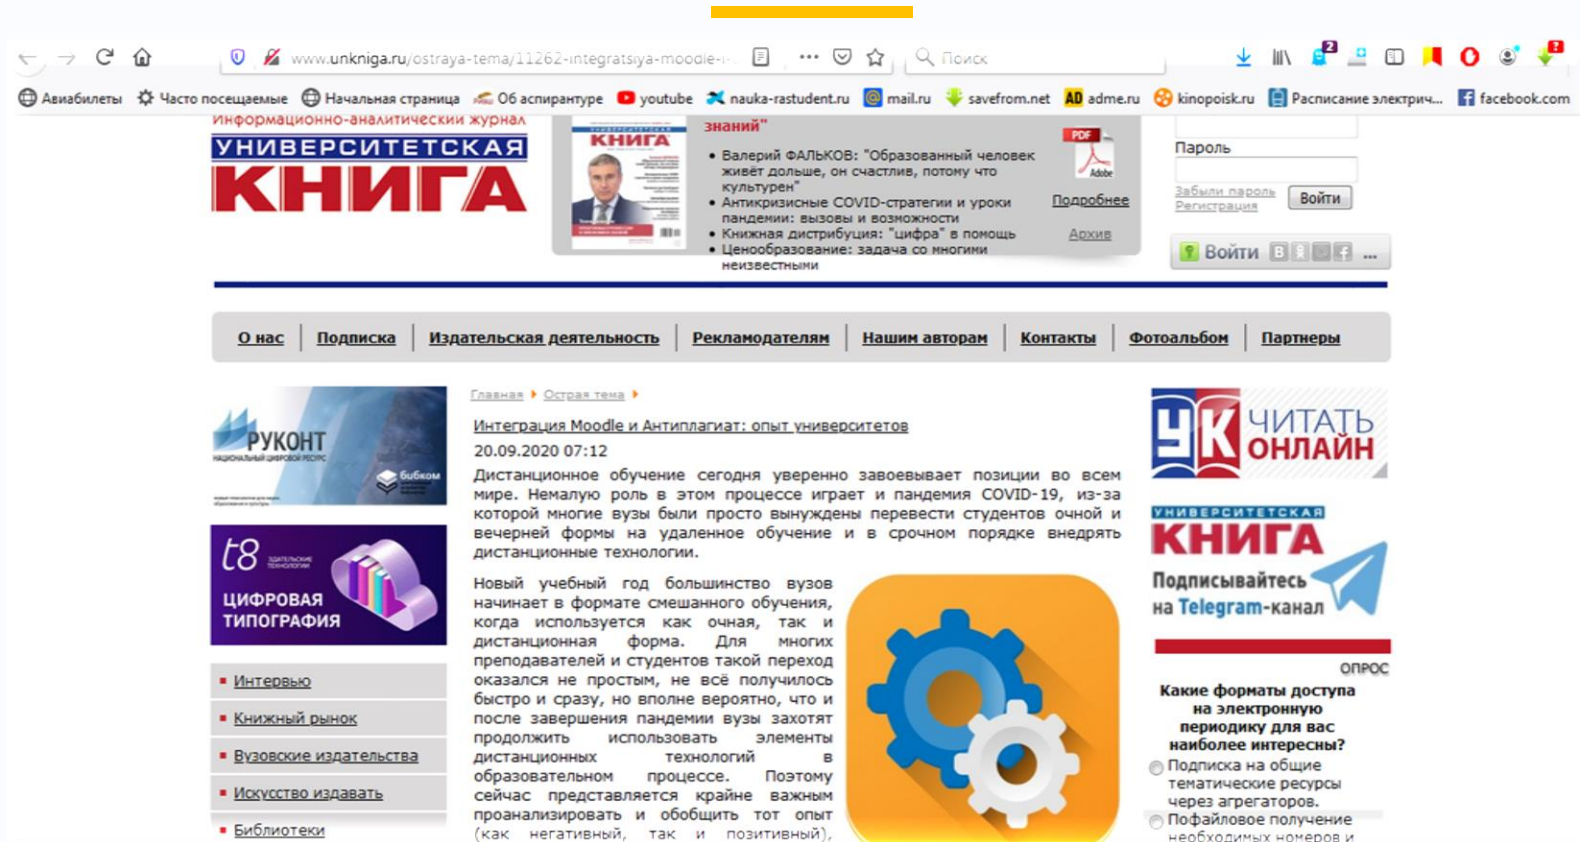 www.unkniga.ru/ostraya-tema/11262-integratsiya-moodle-i-
Поиск
2
Авиабилеты
Часто посещаемые
Начальная страница
Об аспирантуре
youtube
nauka-rastudent.ru
mail.ru
savefrom.net
AD adme.ru
kinopoisk.ru
Расписание электрич...
facebook.com
Информационно-аналитический журнал
УНИВЕРСИТЕТСКАЯ
КНИГА
КНИГА
знаний"
• Валерий ФАЛЬКОВ: "Образованный человек
живёт дольше, он счастлив, потому что
культурен"
• Антикризисные COVID-стратегии и уроки
пандемии: вызовы и возможности
• Книжная дистрибуция: "цифра" в помощь
• Ценообразование: задача со многими
неизвестными
PDF
Adobe
Подробнее
Архив
Пароль
Забыли пароль
Регистрация
Войти
Войти
...
О нас
Подписка
Издательская деятельность
Рекламодателям
Нашим авторам
Контакты
Фотоальбом
Партнеры
РУКОНТ
НАЦИОНАЛЬНЫЙ ЦИФРОВОЙ РЕСУРС
бибком
t8
ЦИФРОВАЯ
ТИПОГРАФИЯ
Интервью
Книжный рынок
Вузовские издательства
Искусство издавать
Библиотеки
Главная
Острая тема
Интеграция Moodle и Антиплагиат: опыт университетов
20.09.2020 07:12
Дистанционное обучение сегодня уверенно завоевывает позиции во всем
мире. Немалую роль в этом процессе играет и пандемия COVID-19, из-за
которой многие вузы были просто вынуждены перевести студентов очной и
вечерней формы на удаленное обучение и в срочном порядке внедрять
дистанционные технологии.
Новый учебный год большинство вузов
начинает в формате смешанного обучения,
когда используется как очная, так и
дистанционная форма. Для многих
преподавателей и студентов такой переход
оказался не простым, не всё получилось
быстро и сразу, но вполне вероятно, что и
после завершения пандемии вузы захотят
продолжить использовать элементы
дистанционных технологий в
образовательном процессе. Поэтому
сейчас представляется крайне важным
проанализировать и обобщить тот опыт
(как негативный, так и позитивный),
УК ЧИТАТЬ
ОНЛАЙН
УНИВЕРСИТЕТСКАЯ
КНИГА
Подписывайтесь
на Telegram-канал
ОПРОС
Какие форматы доступа
на электронную
периодику для вас
наиболее интересны?
Подписка на общие
тематические ресурсы
через агрегаторов.
Пофайловое получение
необходимых номеров и